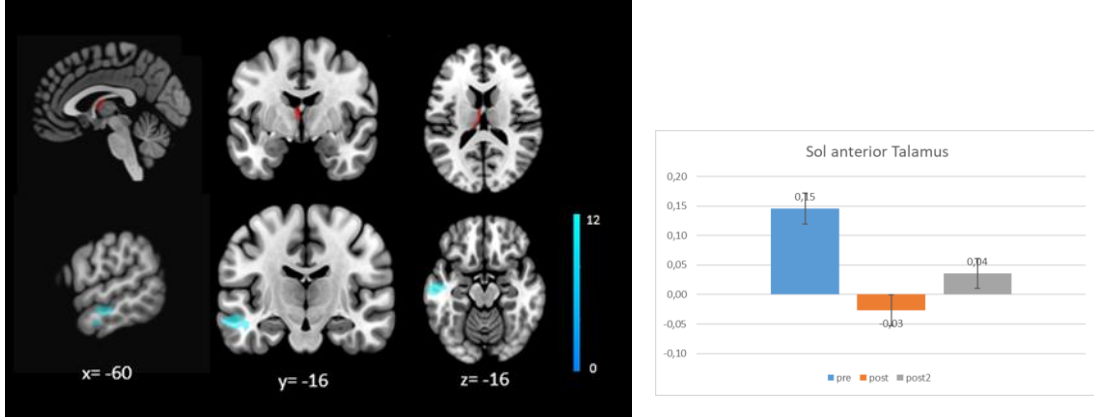 12
0
x= -60
y= -16
z= -16
Sol anterior Talamus
0,20
0,15
0,10
0,05
0,00
-0,05
-0,10
0,15
-0,03
0,04
pre post post2